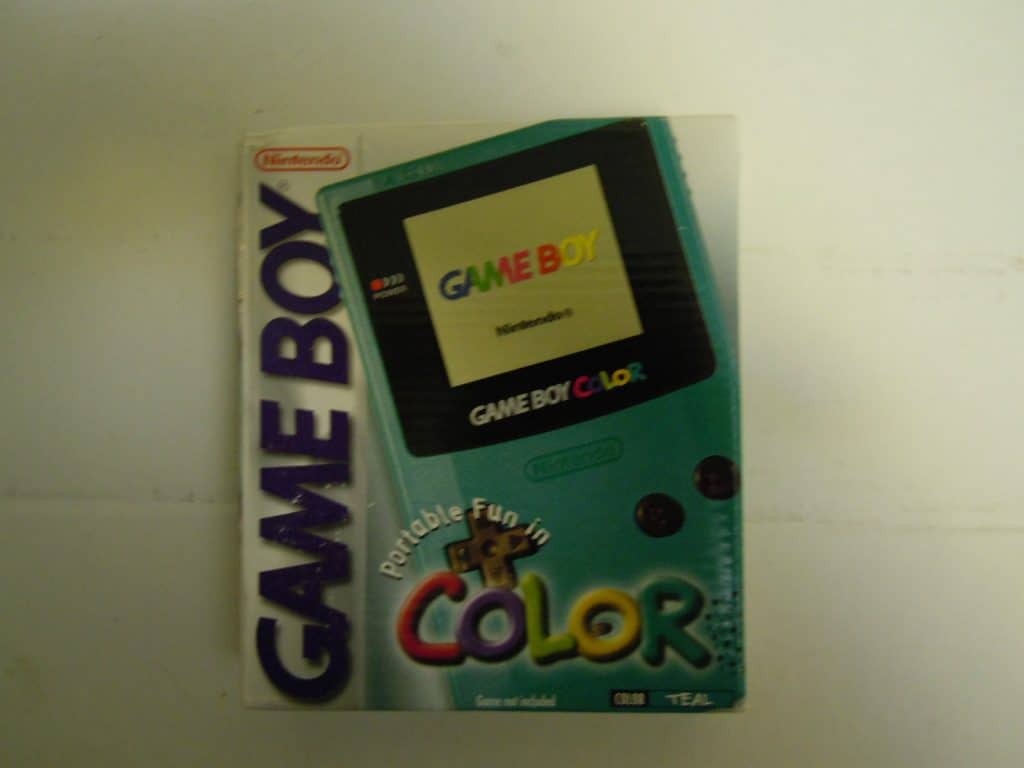 Nintendo®
GAME BOY®
POWER
GAME BOY
Nintendo®
GAME BOY COLOR
Nintendo
Portable Fun in
COLOR
Game not included
COLOR TEAL